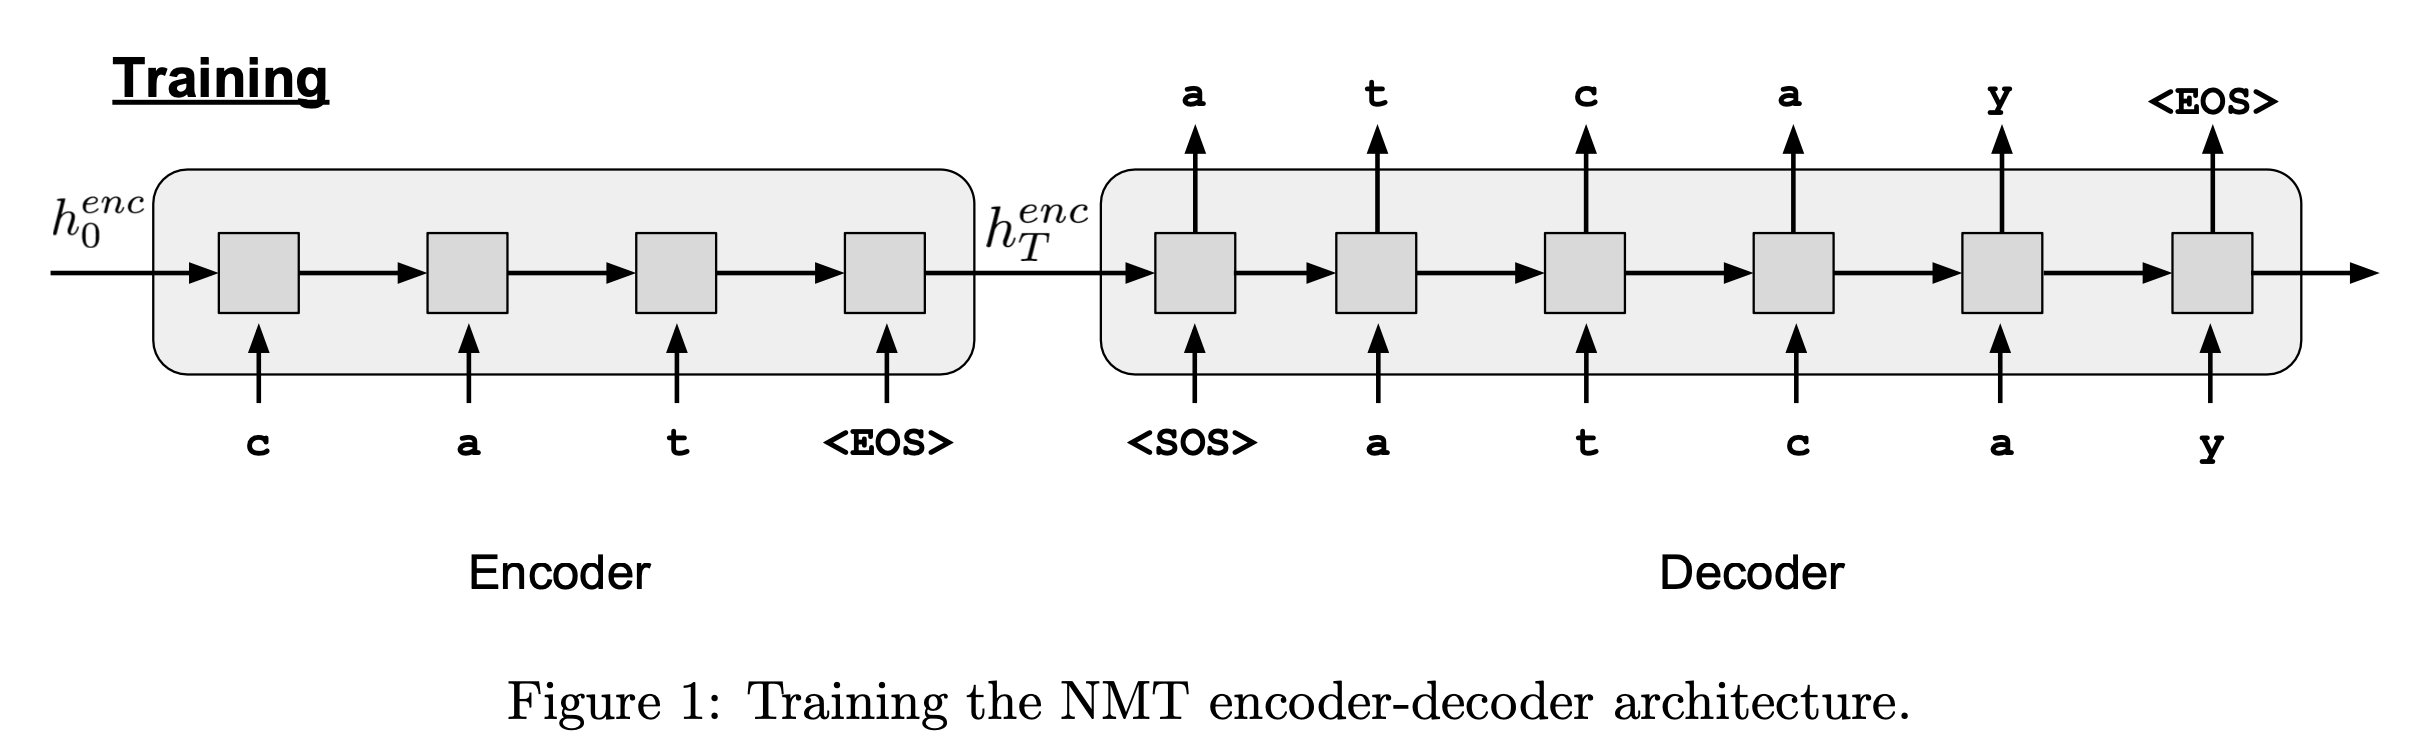 Training
a t c a y <EOS>
h_0^{enc} h_T^{enc}
c a t <EOS> <SOS> a t c a y
Encoder Decoder
Figure 1: Training the NMT encoder-decoder architecture.